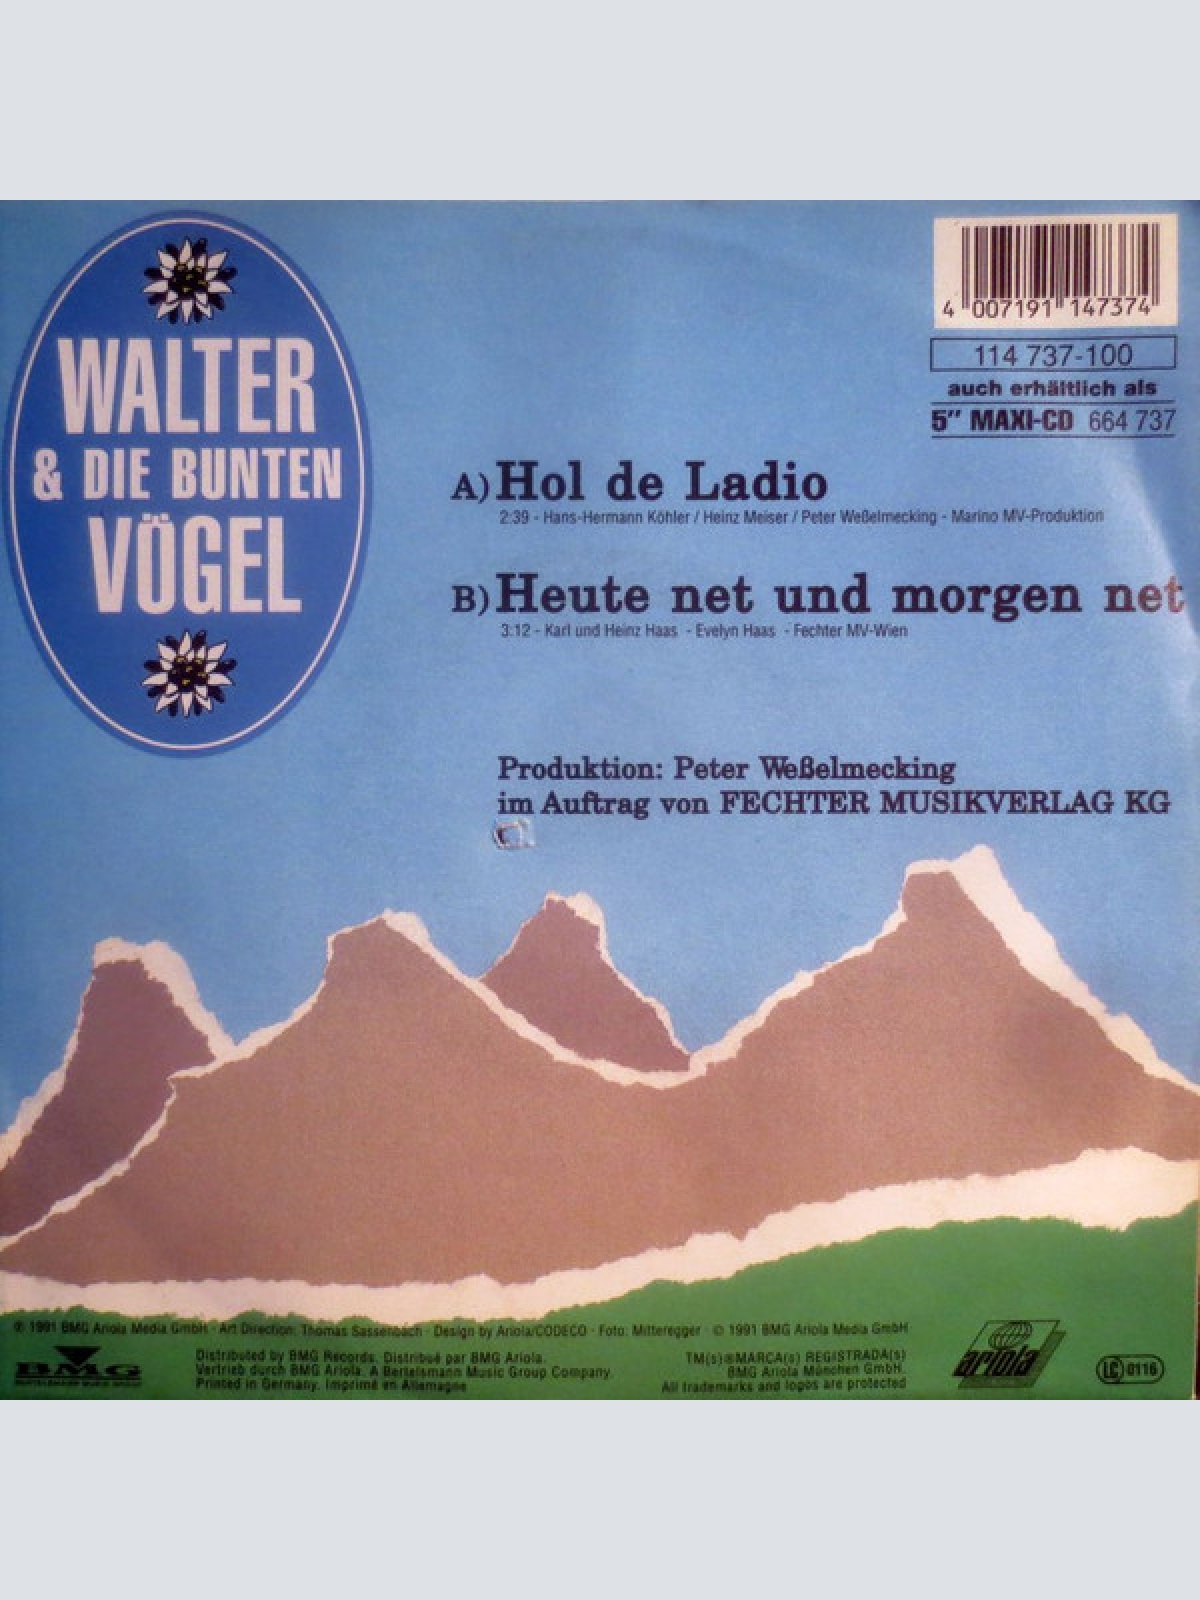 WALTER
& DIE BUNTEN
VÖGEL
4 007191 147374
114 737-100
auch erhältlich als
5" MAXI-CD 664 737
A) Hol de Ladio
2:39 - Hans-Hermann Köhler / Heinz Meiser / Peter Weßelmecking - Marino MV-Produktion
B) Heute net und morgen net
3:12 - Karl und Heinz Haas - Evelyn Haas - Fechter MV-Wien
Produktion: Peter Weßelmecking
im Auftrag von FECHTER MUSIKVERLAG KG
℗ 1991 BMG Ariola Media GmbH · Art Direction: Thomas Sassenbach · Design by Ariola/CODECO · Foto: Mitteregger · © 1991 BMG Ariola Media GmbH
BMG
BERTELSMANN MUSIC GROUP
Distributed by BMG Records. Distribué par BMG Ariola.
Vertrieb durch BMG Ariola. A Bertelsmann Music Group Company.
Printed in Germany. Imprimé en Allemagne
TM(s)®MARCA(s) REGISTRADA(s)
BMG Ariola München GmbH.
All trademarks and logos are protected
ariola
LC 0116